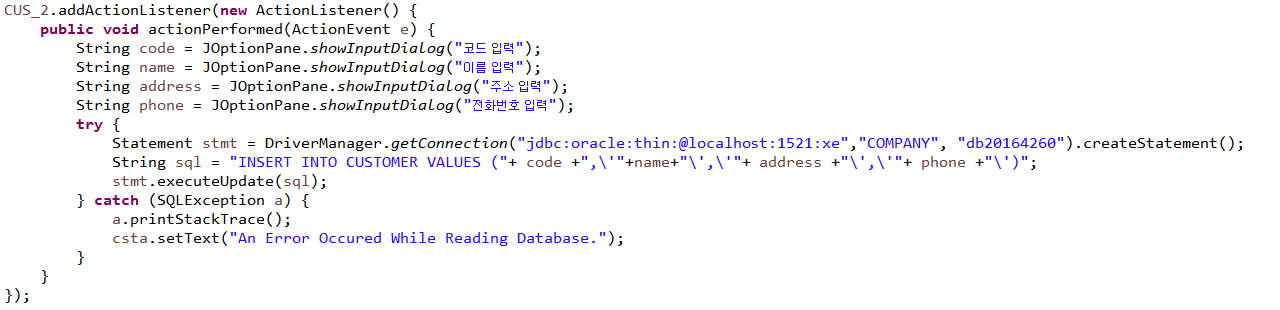 CUS_2.addActionListener(new ActionListener() {
    public void actionPerformed(ActionEvent e) {
        String code = JOptionPane.showInputDialog("코드 입력");
        String name = JOptionPane.showInputDialog("이름 입력");
        String address = JOptionPane.showInputDialog("주소 입력");
        String phone = JOptionPane.showInputDialog("전화번호 입력");
        try {
            Statement stmt = DriverManager.getConnection("jdbc:oracle:thin:@localhost:1521:xe","COMPANY", "db20164260").createStatement();
            String sql = "INSERT INTO CUSTOMER VALUES ("+ code +",\'"+name+"\',\'"+ address +"\',\'"+ phone +"\')";
            stmt.executeUpdate(sql);
        } catch (SQLException a) {
            a.printStackTrace();
            csta.setText("An Error Occured While Reading Database.");
        }
    }
});